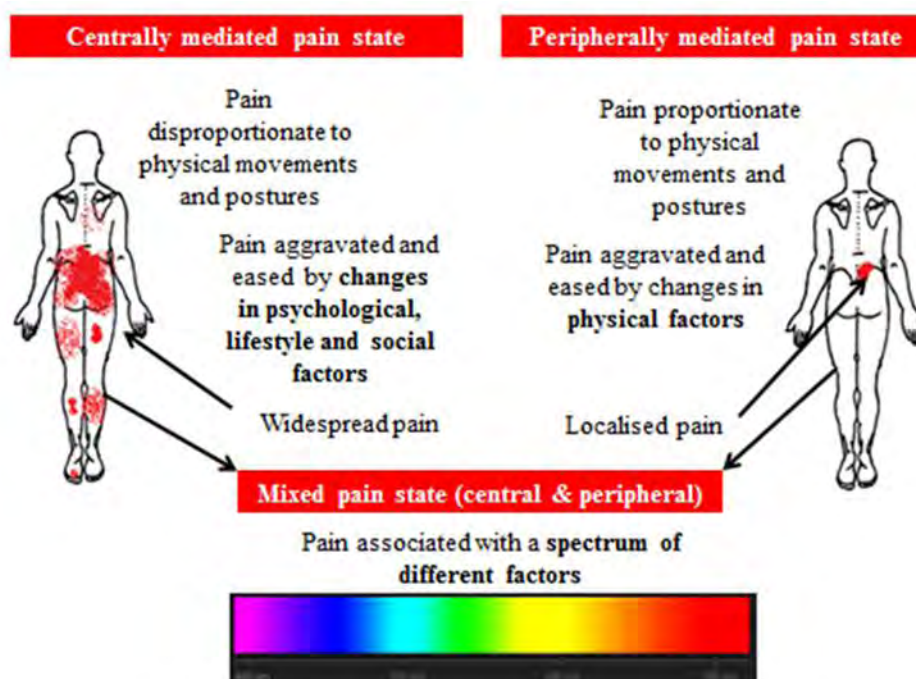 Centrally mediated pain state
Peripherally mediated pain state
Pain
disproportionate to
physical movements
and postures
Pain aggravated and
eased by changes
in psychological,
lifestyle and social
factors
Widespread pain
Pain proportionate
to physical
movements and
postures
Pain aggravated and
eased by changes in
physical factors
Localised pain
Mixed pain state (central & peripheral)
Pain associated with a spectrum of
different factors